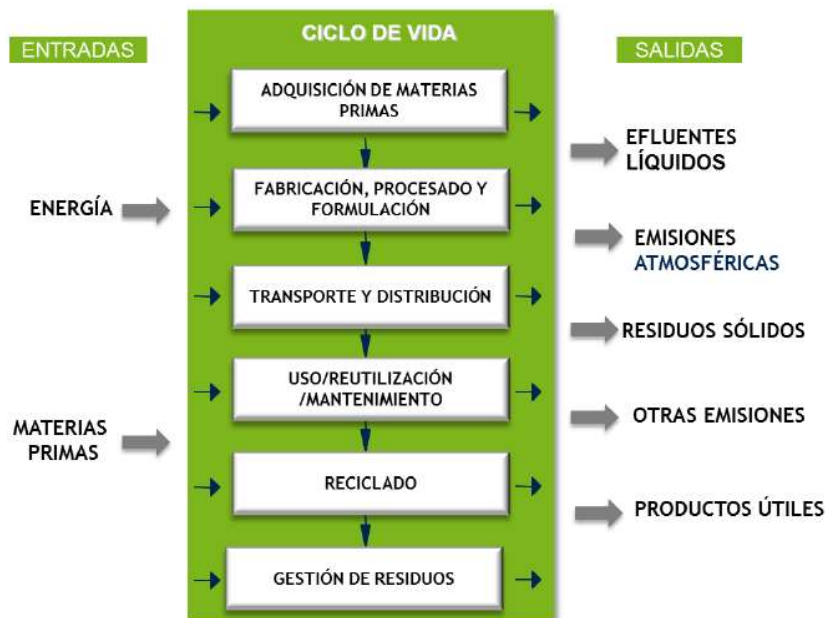 ENTRADAS
CICLO DE VIDA
SALIDAS
ADQUISICIÓN DE MATERIAS
PRIMAS
EFLUENTES
LÍQUIDOS
ENERGÍA
FABRICACIÓN, PROCESADO Y
FORMULACIÓN
EMISIONES
ATMOSFÉRICAS
TRANSPORTE Y DISTRIBUCIÓN
RESIDUOS SÓLIDOS
USO/REUTILIZACIÓN
/MANTENIMIENTO
OTRAS EMISIONES
MATERIAS
PRIMAS
RECICLADO
PRODUCTOS ÚTILES
GESTIÓN DE RESIDUOS